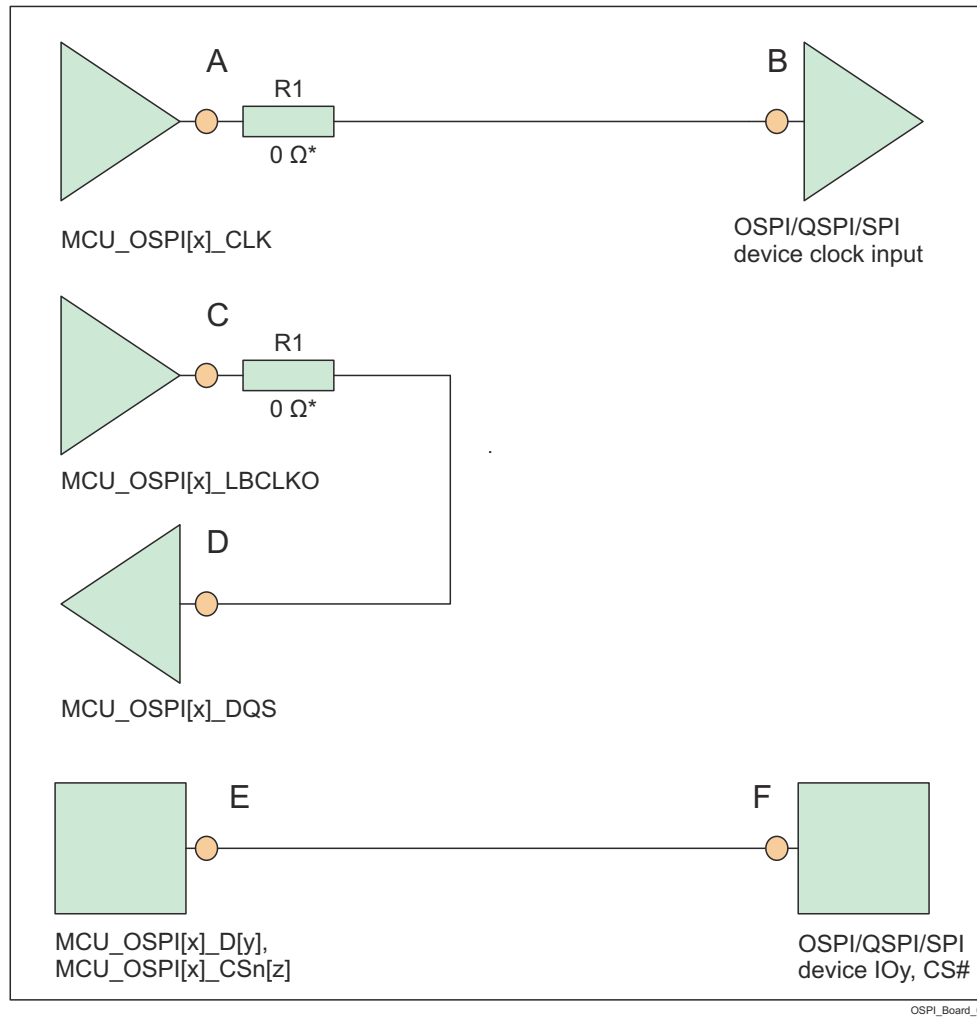 A
R1
B
0 Ω*
MCU_OSPI[x]_CLK
OSPI/QSPI/SPI
device clock input
C
R1
0 Ω*
MCU_OSPI[x]_LBCLKO
D
MCU_OSPI[x]_DQS
E
F
MCU_OSPI[x]_D[y],
MCU_OSPI[x]_CSn[z]
OSPI/QSPI/SPI
device IOy, CS#
OSPI_Board_